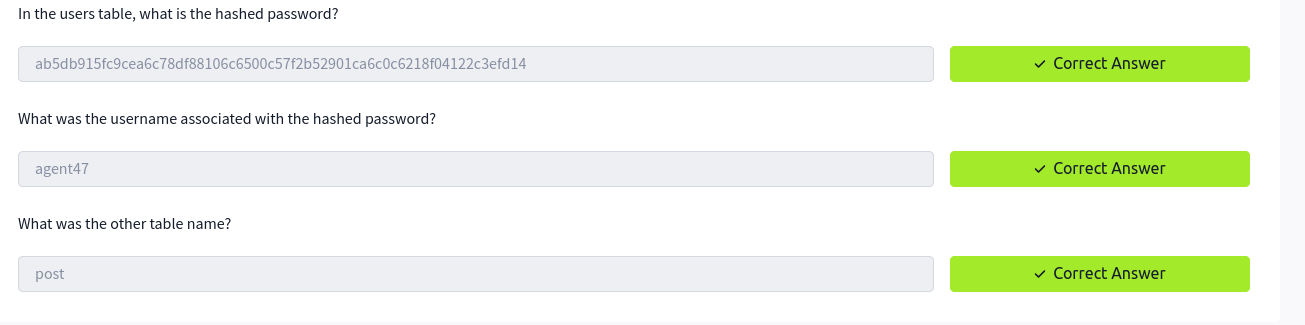 In the users table, what is the hashed password?
ab5db915fc9cea6c78df88106c6500c57f2b52901ca6c0c6218f04122c3efd14
✓ Correct Answer
What was the username associated with the hashed password?
agent47
✓ Correct Answer
What was the other table name?
post
✓ Correct Answer